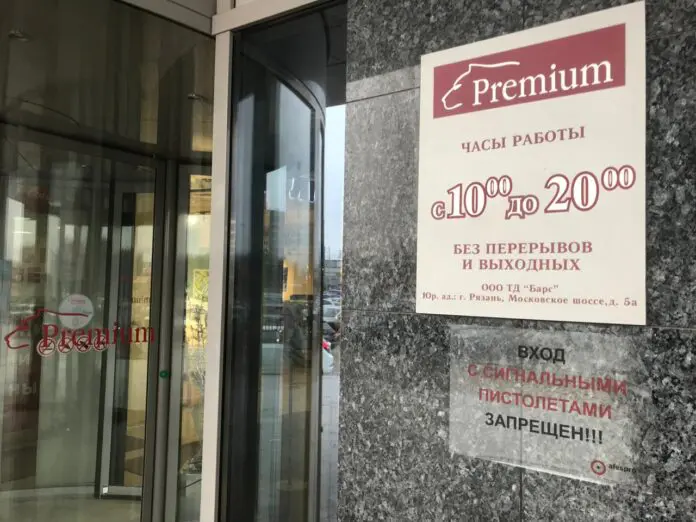 Premium
ЧАСЫ РАБОТЫ
с 10⁰⁰ до 20⁰⁰
БЕЗ ПЕРЕРЫВОВ
И ВЫХОДНЫХ
ООО ТД "Барс"
Юр. ад.: г. Рязань, Московское шоссе, д. 5а
ВХОД
С СИГНАЛЬНЫМИ
ПИСТОЛЕТАМИ
ЗАПРЕЩЕН!!!
Premium